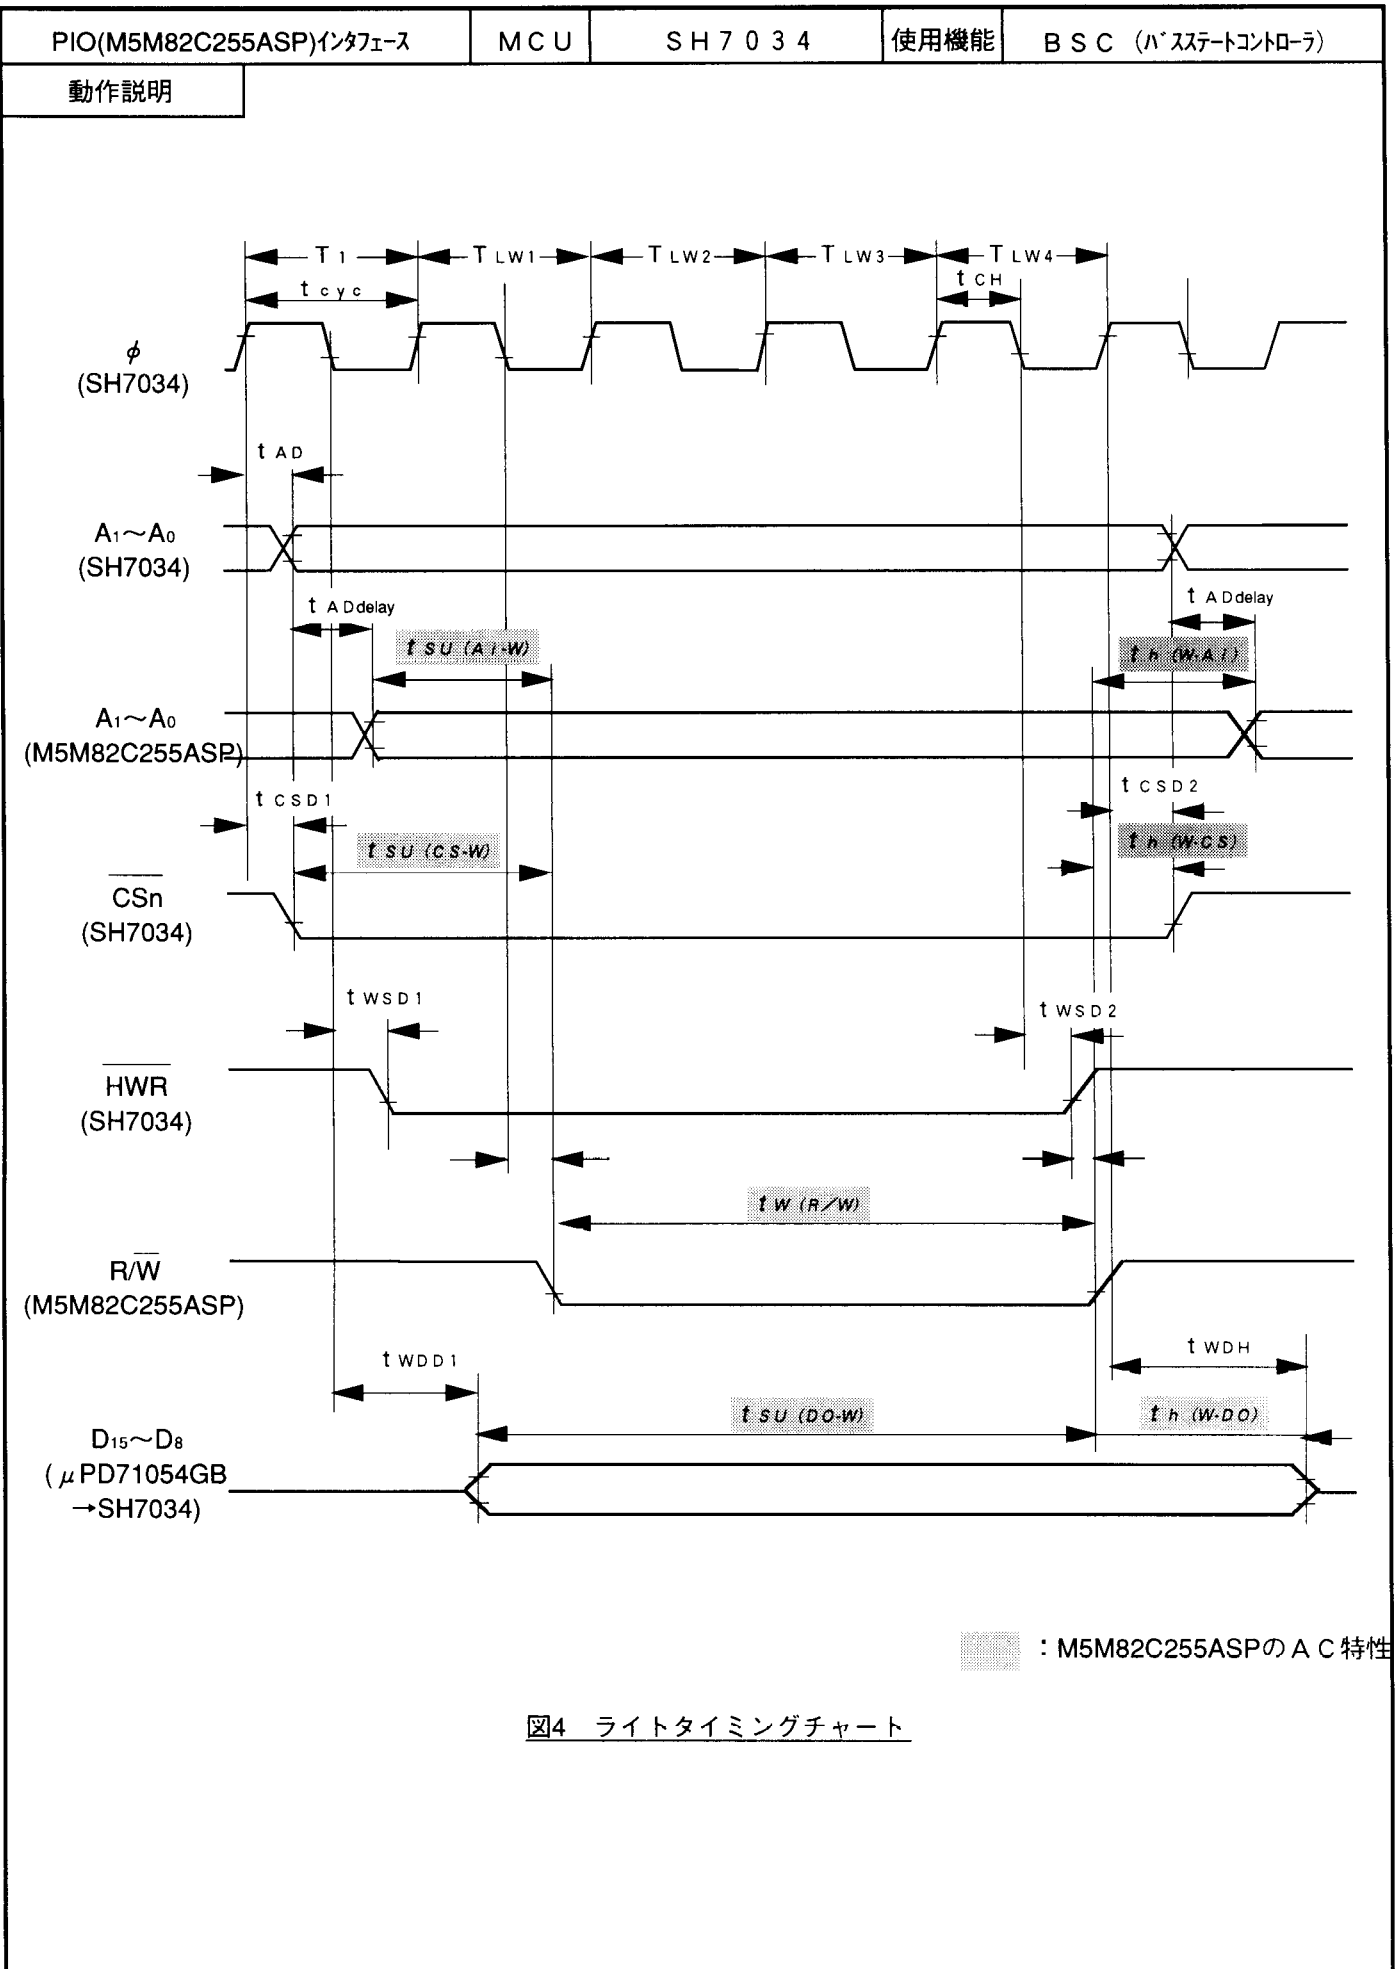 PIO(M5M82C255ASP)インタフェース MCU SH7034 使用機能 BSC (バスステートコントローラ)
動作説明
T1 TLW1 TLW2 TLW3 TLW4
tcyc tCH
φ
(SH7034)
tAD
A1～A0
(SH7034)
tADdelay tADdelay
tSU(Ai-W) th(W-Ai)
A1～A0
(M5M82C255ASP)
tCSD1 tCSD2
tSU(CS-W) th(W-CS)
CSn
(SH7034)
tWSD1 tWSD2
HWR
(SH7034)
tW(R/W)
R/W
(M5M82C255ASP)
tWDD1 tWDH
tSU(DO-W) th(W-DO)
D15～D8
(μPD71054GB
→SH7034)
：M5M82C255ASPのAC特性
図4 ライトタイミングチャート